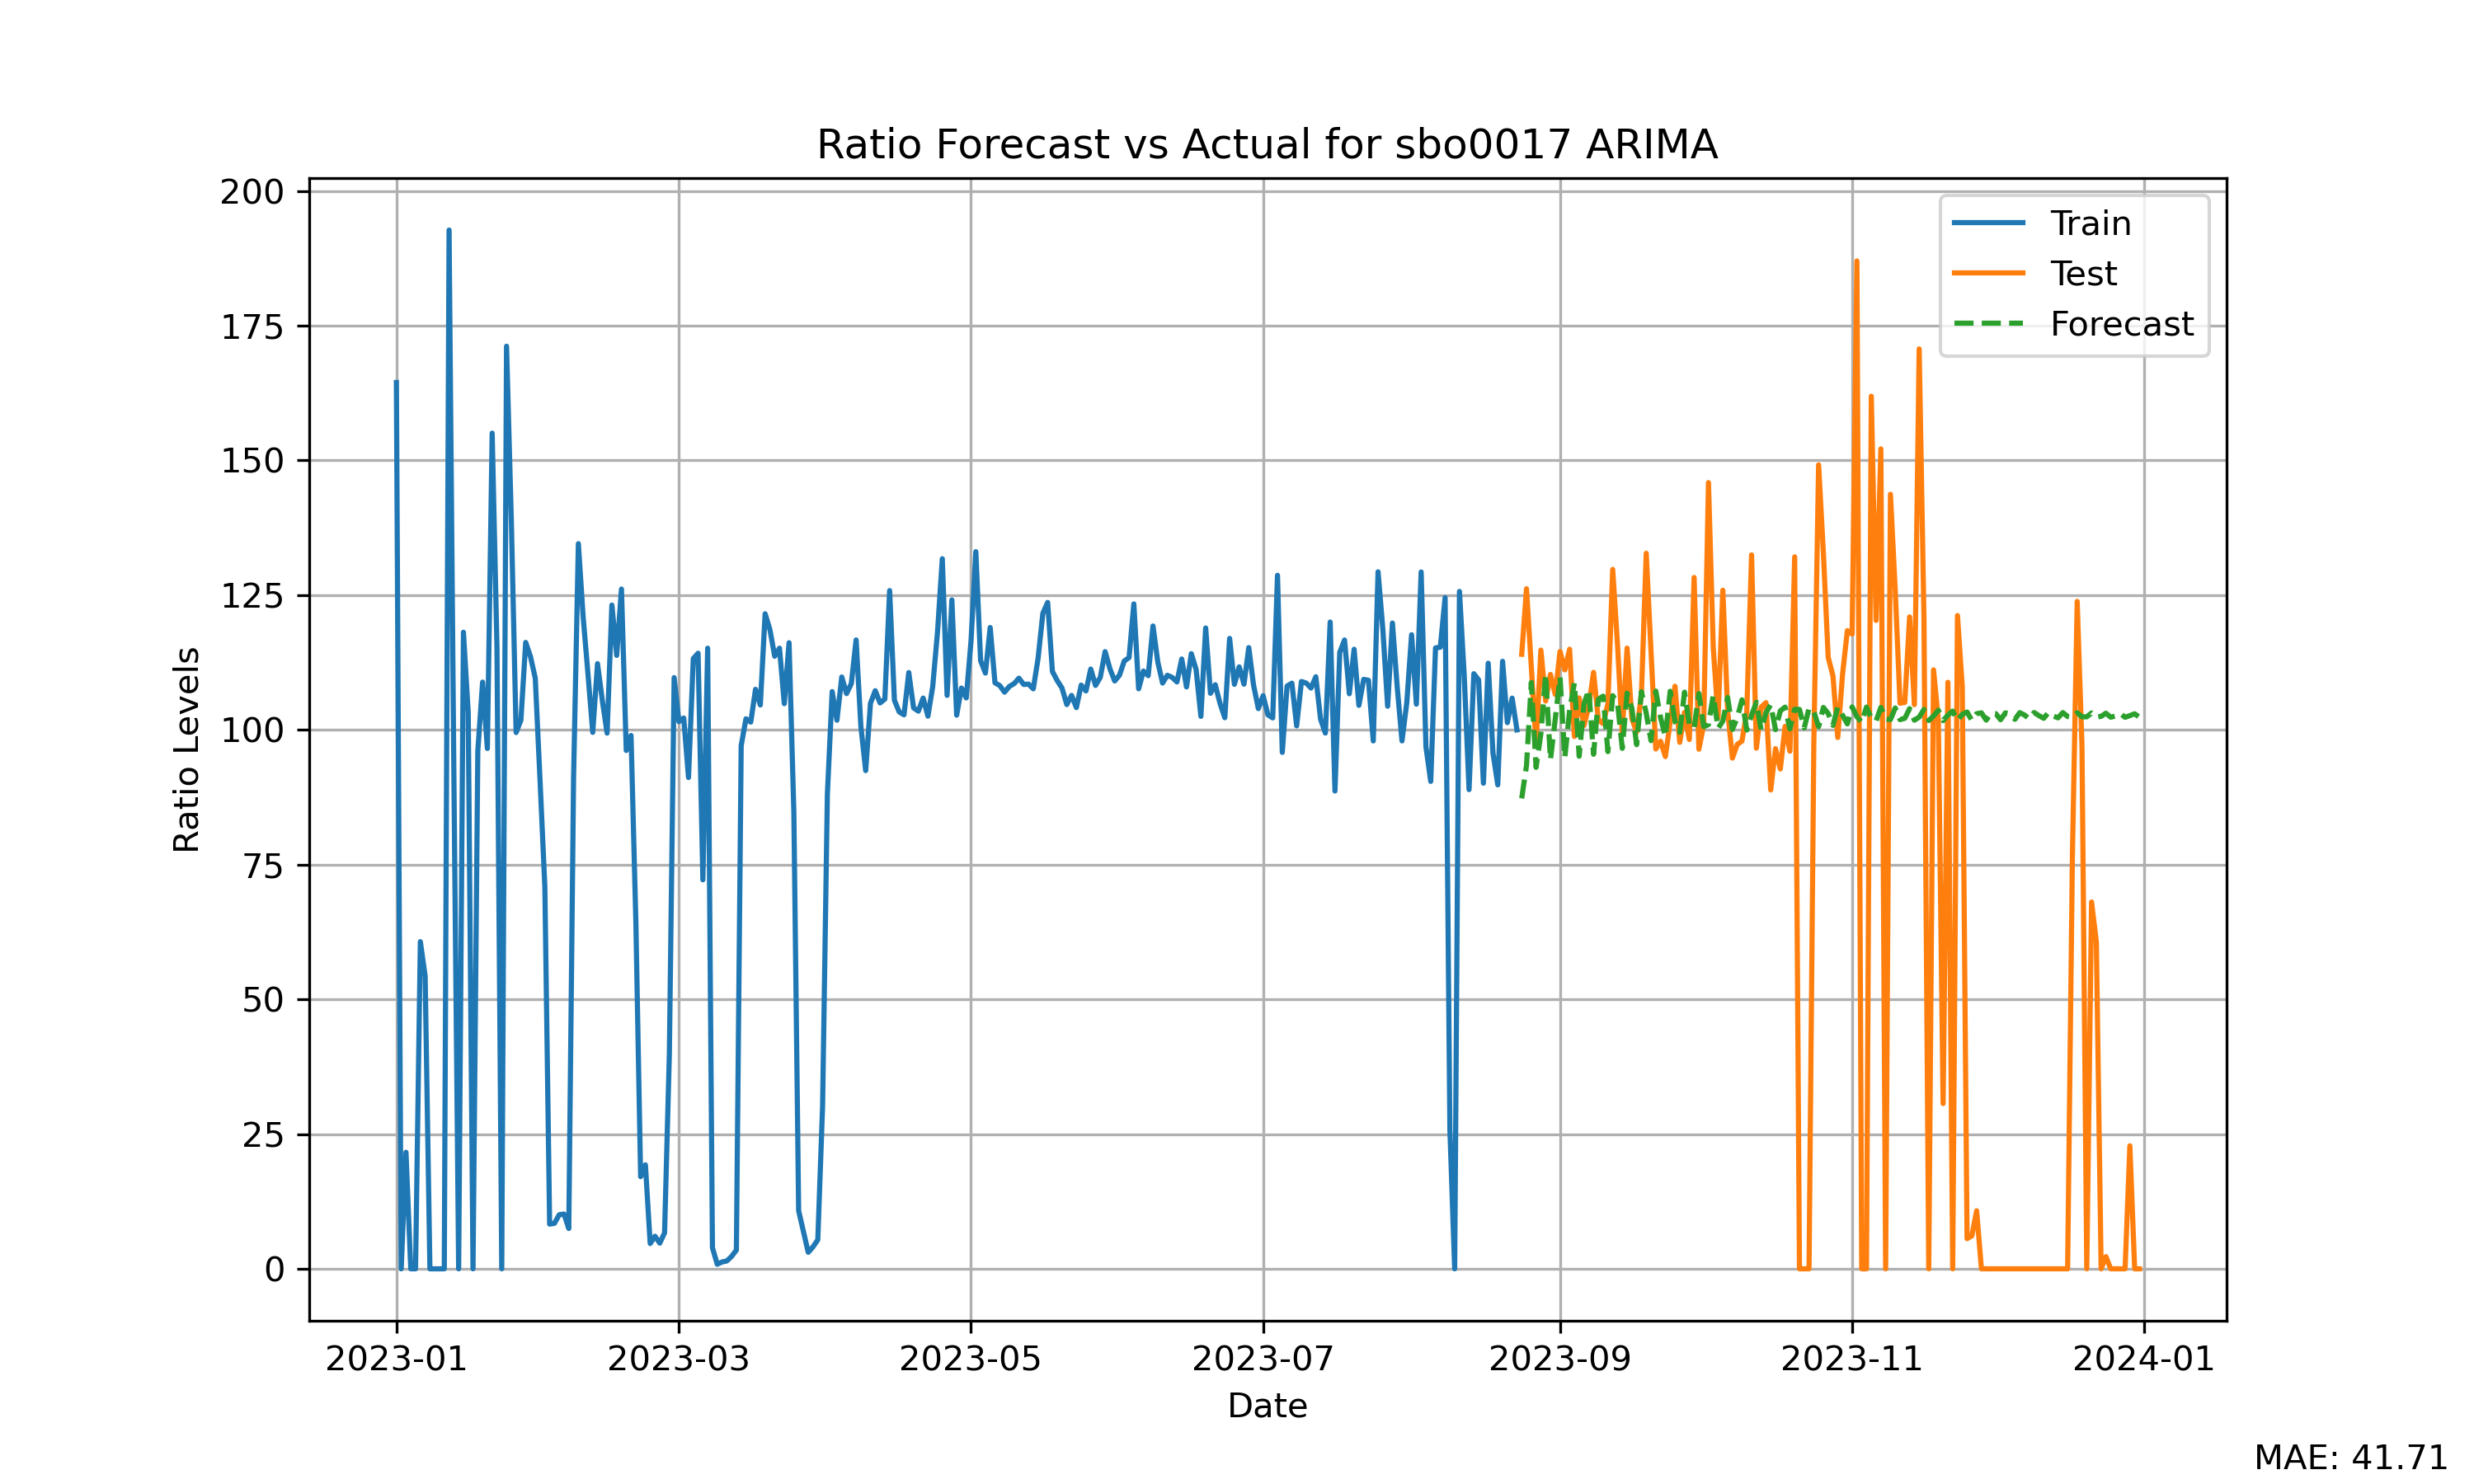 Ratio Forecast vs Actual for sbo0017 ARIMA
Train
Test
Forecast
200
175
150
125
100
75
50
25
0
Ratio Levels
2023-01 2023-03 2023-05 2023-07 2023-09 2023-11 2024-01
Date
MAE: 41.71